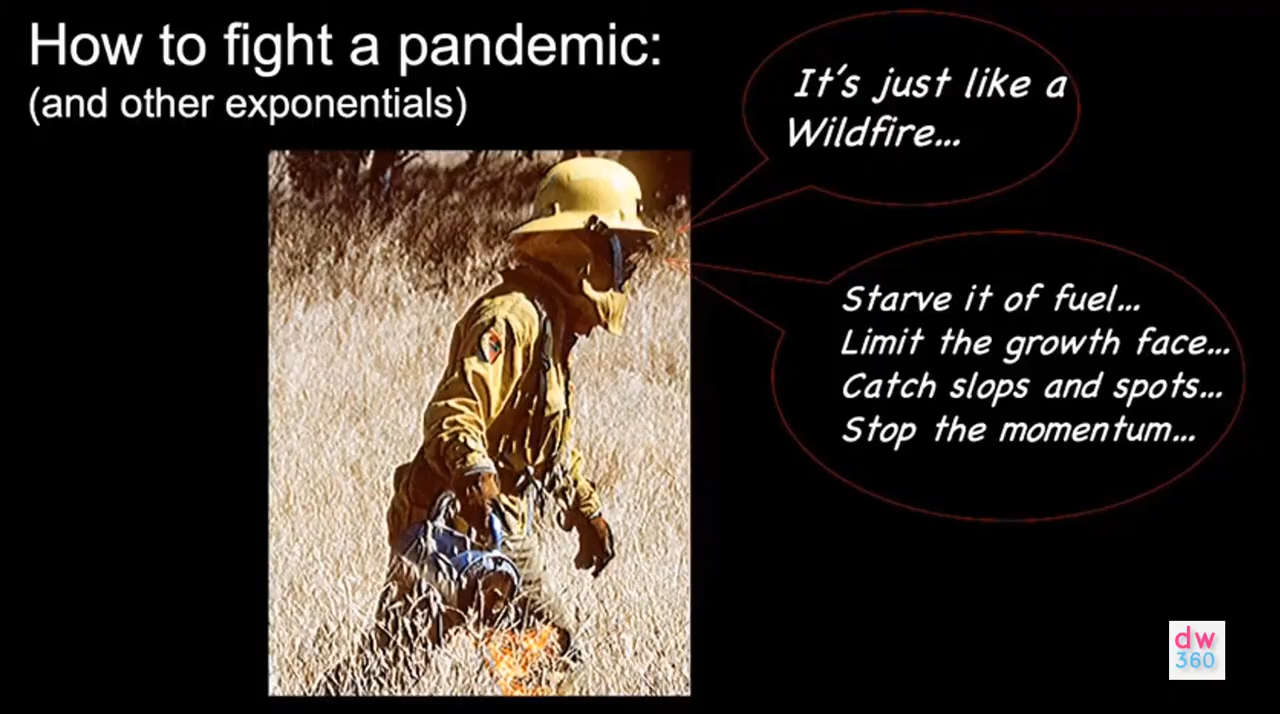 How to fight a pandemic:
(and other exponentials)
It's just like a
Wildfire...
Starve it of fuel...
Limit the growth face...
Catch slops and spots...
Stop the momentum...
dw
360